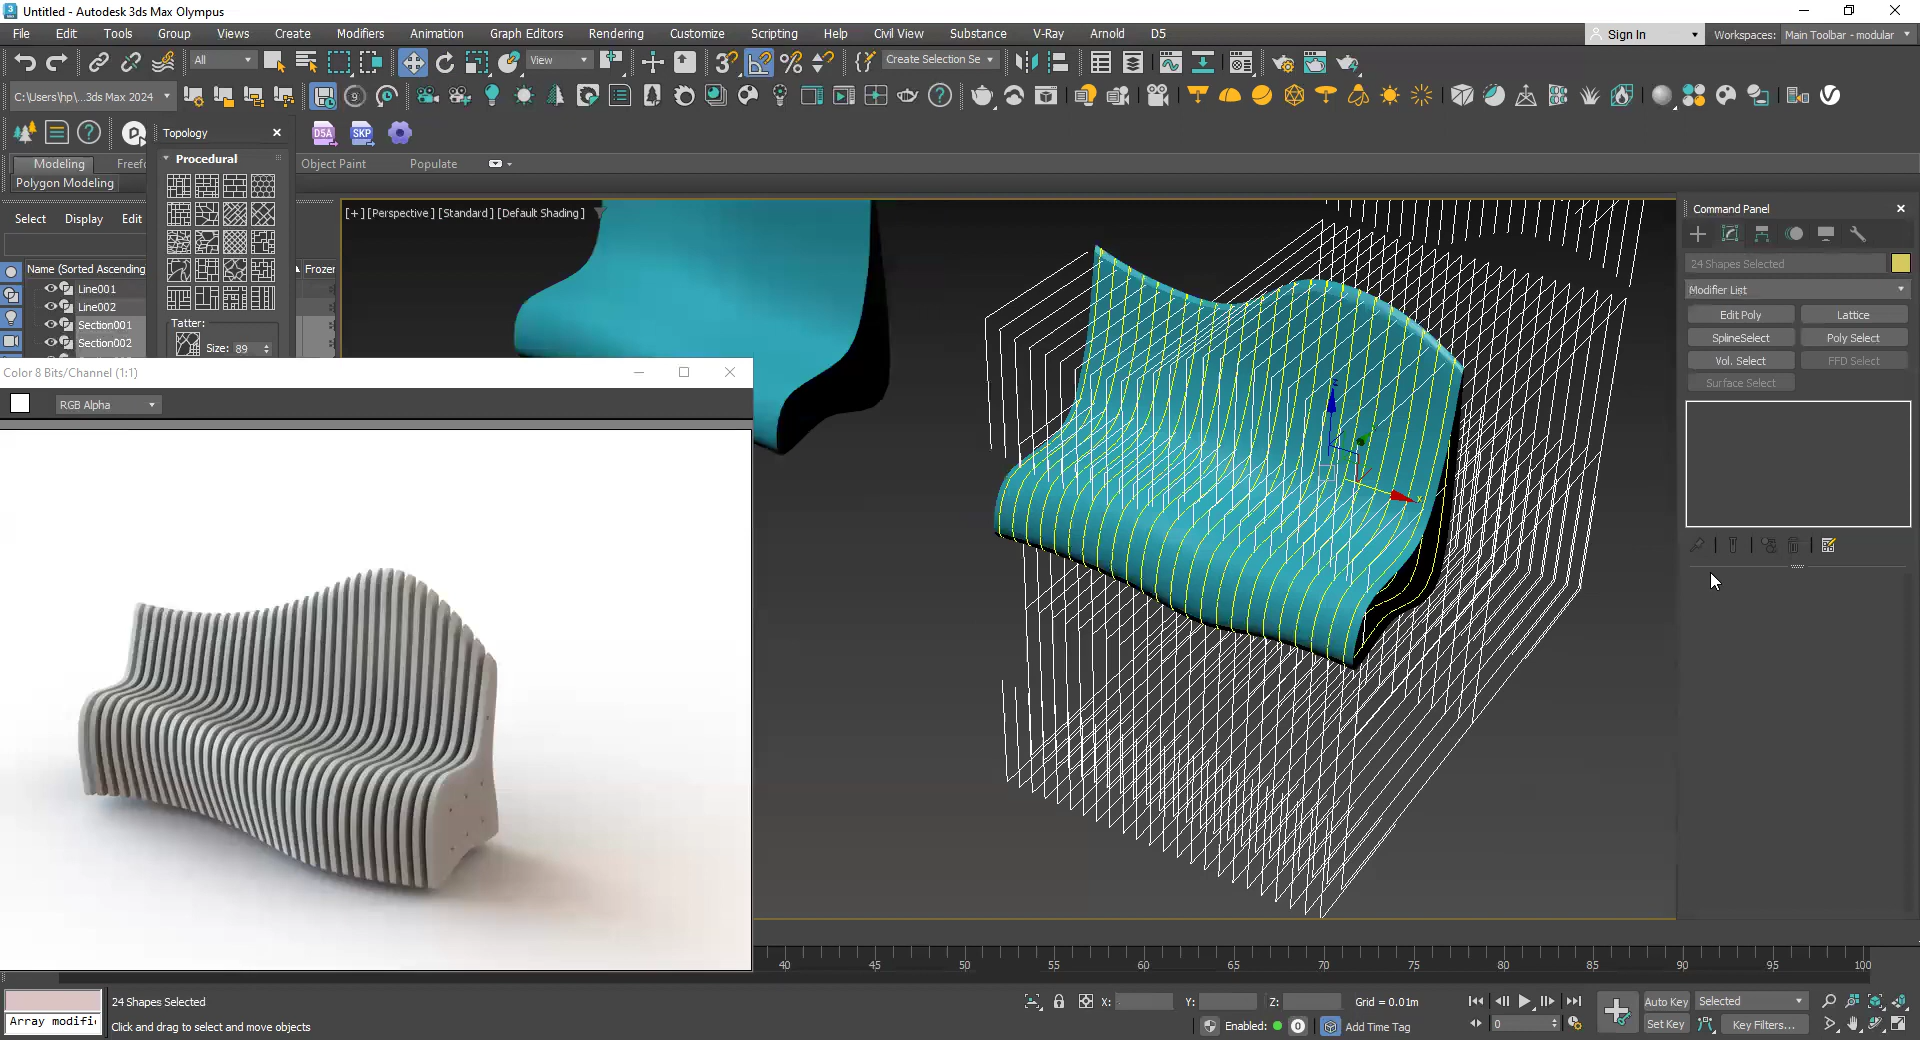 Untitled - Autodesk 3ds Max Olympus
File Edit Tools Group Views Create Modifiers Animation Graph Editors Rendering Customize Scripting Help Civil View Substance V-Ray Arnold D5
Sign In Workspaces: Main Toolbar - modular
All View Create Selection Se
C:\Users\hp\...3ds Max 2024
D5A SKP
Topology
Procedural
Tatter:
Size: 89
Modeling Freef Object Paint Populate
Polygon Modeling
Select Display Edit
Name (Sorted Ascending Frozen
Line001
Line002
Section001
Section002
[+] [Perspective ] [Standard ] [Default Shading ]
z
x
Color 8 Bits/Channel (1:1)
RGB Alpha
Command Panel
24 Shapes Selected
Modifier List
Edit Poly Lattice
SplineSelect Poly Select
Vol. Select FFD Select
Surface Select
40 45 50 55 60 65 70 75 80 85 90 95 100
Array modifi
24 Shapes Selected
Click and drag to select and move objects
X: Y: Z: Grid = 0.01m
Enabled: 0 Add Time Tag
0
Auto Key Selected
Set Key Key Filters...